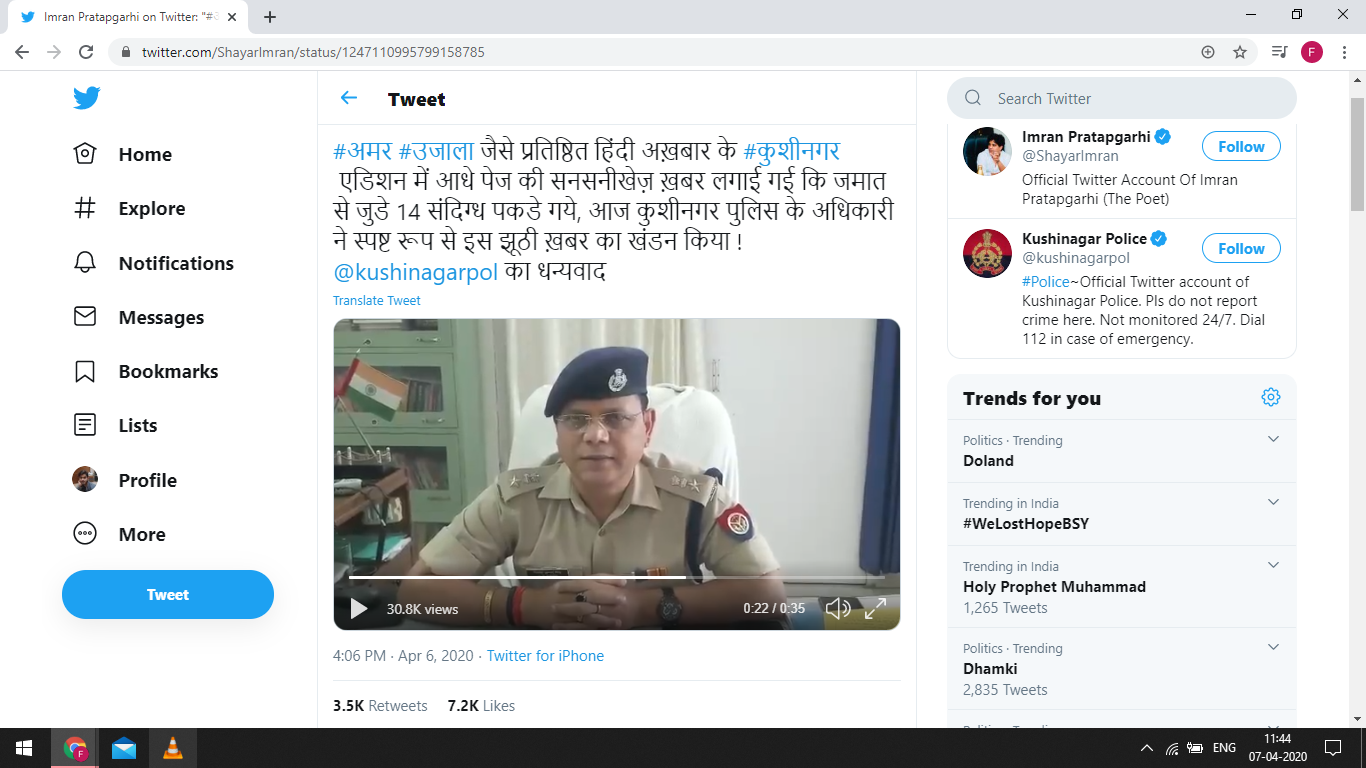 Imran Pratapgarhi on Twitter: "#
twitter.com/ShayarImran/status/1247110995799158785
F
Home
Explore
Notifications
Messages
Bookmarks
Lists
Profile
More
Tweet
Tweet
#अमर #उजाला जैसे प्रतिष्ठित हिंदी अख़बार के #कुशीनगर
एडिशन में आधे पेज की सनसनीखेज़ ख़बर लगाई गई कि जमात
से जुडे 14 संदिग्ध पकडे गये, आज कुशीनगर पुलिस के अधिकारी
ने स्पष्ट रूप से इस झूठी ख़बर का खंडन किया !
@kushinagarpol का धन्यवाद
Translate Tweet
30.8K views
0:22 / 0:35
4:06 PM · Apr 6, 2020 · Twitter for iPhone
3.5K Retweets 7.2K Likes
Search Twitter
Imran Pratapgarhi
@ShayarImran
Follow
Official Twitter Account Of Imran
Pratapgarhi (The Poet)
Kushinagar Police
@kushinagarpol
Follow
#Police~Official Twitter account of
Kushinagar Police. Pls do not report
crime here. Not monitored 24/7. Dial
112 in case of emergency.
Trends for you
Politics · Trending
Doland
Trending in India
#WeLostHopeBSY
Trending in India
Holy Prophet Muhammad
1,265 Tweets
Politics · Trending
Dhamki
2,835 Tweets
F
ENG
11:44
07-04-2020